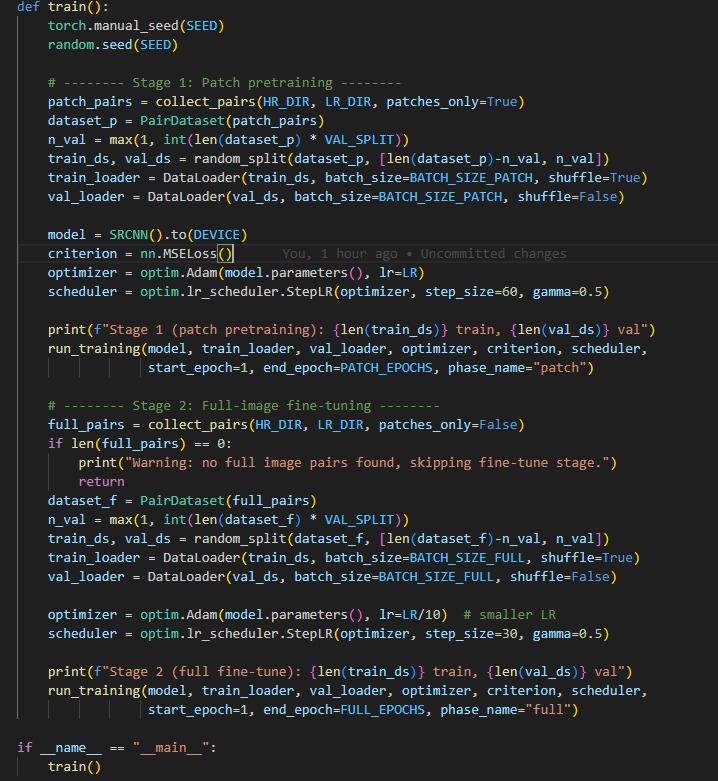 def train():
    torch.manual_seed(SEED)
    random.seed(SEED)

    # -------- Stage 1: Patch pretraining --------
    patch_pairs = collect_pairs(HR_DIR, LR_DIR, patches_only=True)
    dataset_p = PairDataset(patch_pairs)
    n_val = max(1, int(len(dataset_p) * VAL_SPLIT))
    train_ds, val_ds = random_split(dataset_p, [len(dataset_p)-n_val, n_val])
    train_loader = DataLoader(train_ds, batch_size=BATCH_SIZE_PATCH, shuffle=True)
    val_loader = DataLoader(val_ds, batch_size=BATCH_SIZE_PATCH, shuffle=False)

    model = SRCNN().to(DEVICE)
    criterion = nn.MSELoss()      You, 1 hour ago • Uncommitted changes
    optimizer = optim.Adam(model.parameters(), lr=LR)
    scheduler = optim.lr_scheduler.StepLR(optimizer, step_size=60, gamma=0.5)

    print(f"Stage 1 (patch pretraining): {len(train_ds)} train, {len(val_ds)} val")
    run_training(model, train_loader, val_loader, optimizer, criterion, scheduler,
                 start_epoch=1, end_epoch=PATCH_EPOCHS, phase_name="patch")

    # -------- Stage 2: Full-image fine-tuning --------
    full_pairs = collect_pairs(HR_DIR, LR_DIR, patches_only=False)
    if len(full_pairs) == 0:
        print("Warning: no full image pairs found, skipping fine-tune stage.")
        return
    dataset_f = PairDataset(full_pairs)
    n_val = max(1, int(len(dataset_f) * VAL_SPLIT))
    train_ds, val_ds = random_split(dataset_f, [len(dataset_f)-n_val, n_val])
    train_loader = DataLoader(train_ds, batch_size=BATCH_SIZE_FULL, shuffle=True)
    val_loader = DataLoader(val_ds, batch_size=BATCH_SIZE_FULL, shuffle=False)

    optimizer = optim.Adam(model.parameters(), lr=LR/10)  # smaller LR
    scheduler = optim.lr_scheduler.StepLR(optimizer, step_size=30, gamma=0.5)

    print(f"Stage 2 (full fine-tune): {len(train_ds)} train, {len(val_ds)} val")
    run_training(model, train_loader, val_loader, optimizer, criterion, scheduler,
                 start_epoch=1, end_epoch=FULL_EPOCHS, phase_name="full")

if __name__ == "__main__":
    train()